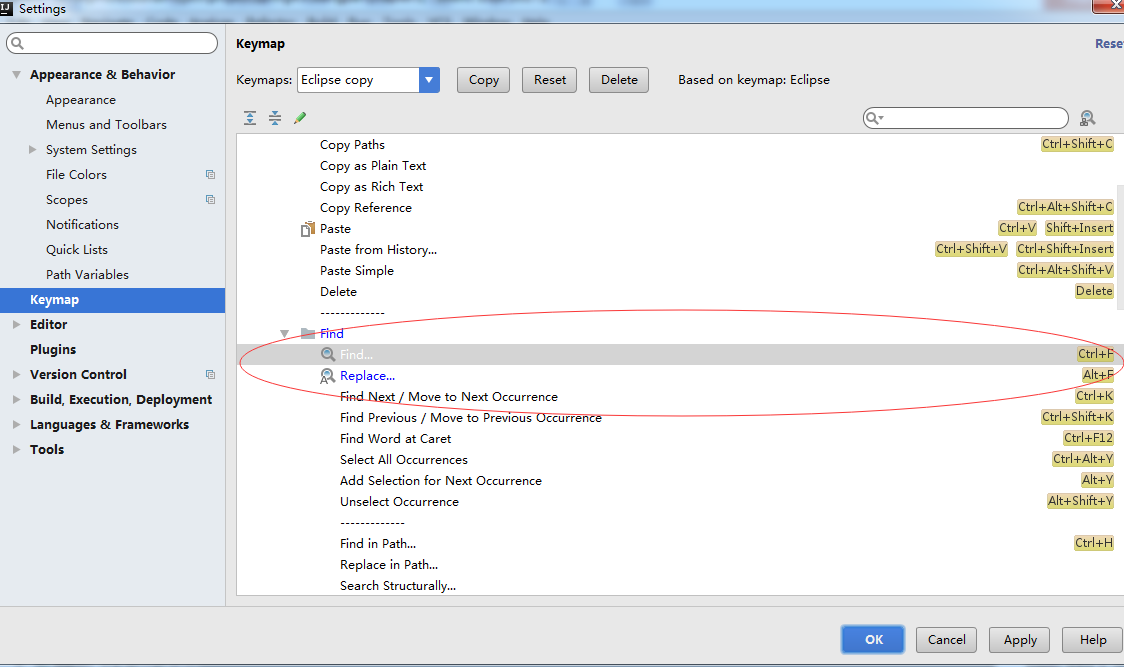 IJ Settings
Keymap
Rese
Appearance & Behavior
Appearance
Menus and Toolbars
System Settings
File Colors
Scopes
Notifications
Quick Lists
Path Variables
Keymap
Editor
Plugins
Version Control
Build, Execution, Deployment
Languages & Frameworks
Tools
Keymaps: Eclipse copy Copy Reset Delete Based on keymap: Eclipse
Copy Paths Ctrl+Shift+C
Copy as Plain Text
Copy as Rich Text
Copy Reference Ctrl+Alt+Shift+C
Paste Ctrl+V Shift+Insert
Paste from History... Ctrl+Shift+V Ctrl+Shift+Insert
Paste Simple Ctrl+Alt+Shift+V
Delete Delete
-------------
Find
Find... Ctrl+F
Replace... Alt+F
Find Next / Move to Next Occurrence Ctrl+K
Find Previous / Move to Previous Occurrence Ctrl+Shift+K
Find Word at Caret Ctrl+F12
Select All Occurrences Ctrl+Alt+Y
Add Selection for Next Occurrence Alt+Y
Unselect Occurrence Alt+Shift+Y
-------------
Find in Path... Ctrl+H
Replace in Path...
Search Structurally...
OK Cancel Apply Help